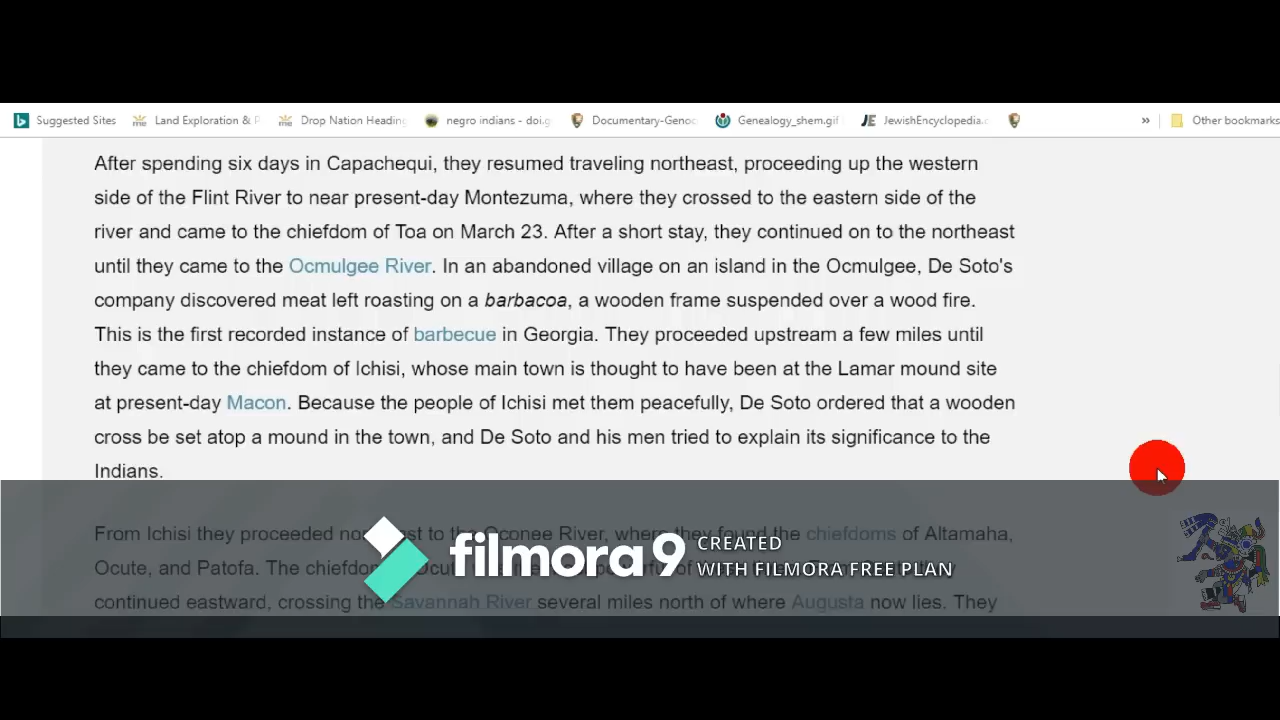 Suggested Sites Land Exploration & P Drop Nation Heading negro indians - doi.g Documentary-Genoc Genealogy_shem.gif JE JewishEncyclopedia.c » Other bookmarks
After spending six days in Capachequi, they resumed traveling northeast, proceeding up the western
side of the Flint River to near present-day Montezuma, where they crossed to the eastern side of the
river and came to the chiefdom of Toa on March 23. After a short stay, they continued on to the northeast
until they came to the Ocmulgee River. In an abandoned village on an island in the Ocmulgee, De Soto's
company discovered meat left roasting on a barbacoa, a wooden frame suspended over a wood fire.
This is the first recorded instance of barbecue in Georgia. They proceeded upstream a few miles until
they came to the chiefdom of Ichisi, whose main town is thought to have been at the Lamar mound site
at present-day Macon. Because the people of Ichisi met them peacefully, De Soto ordered that a wooden
cross be set atop a mound in the town, and De Soto and his men tried to explain its significance to the
Indians.
From Ichisi they proceeded to the Oconee River, where they found the chiefdoms of Altamaha,
Ocute, and Patofa. The
continued eastward, crossing the Savannah River several miles north of where Augusta now lies. They
filmora9 CREATED
WITH FILMORA FREE PLAN